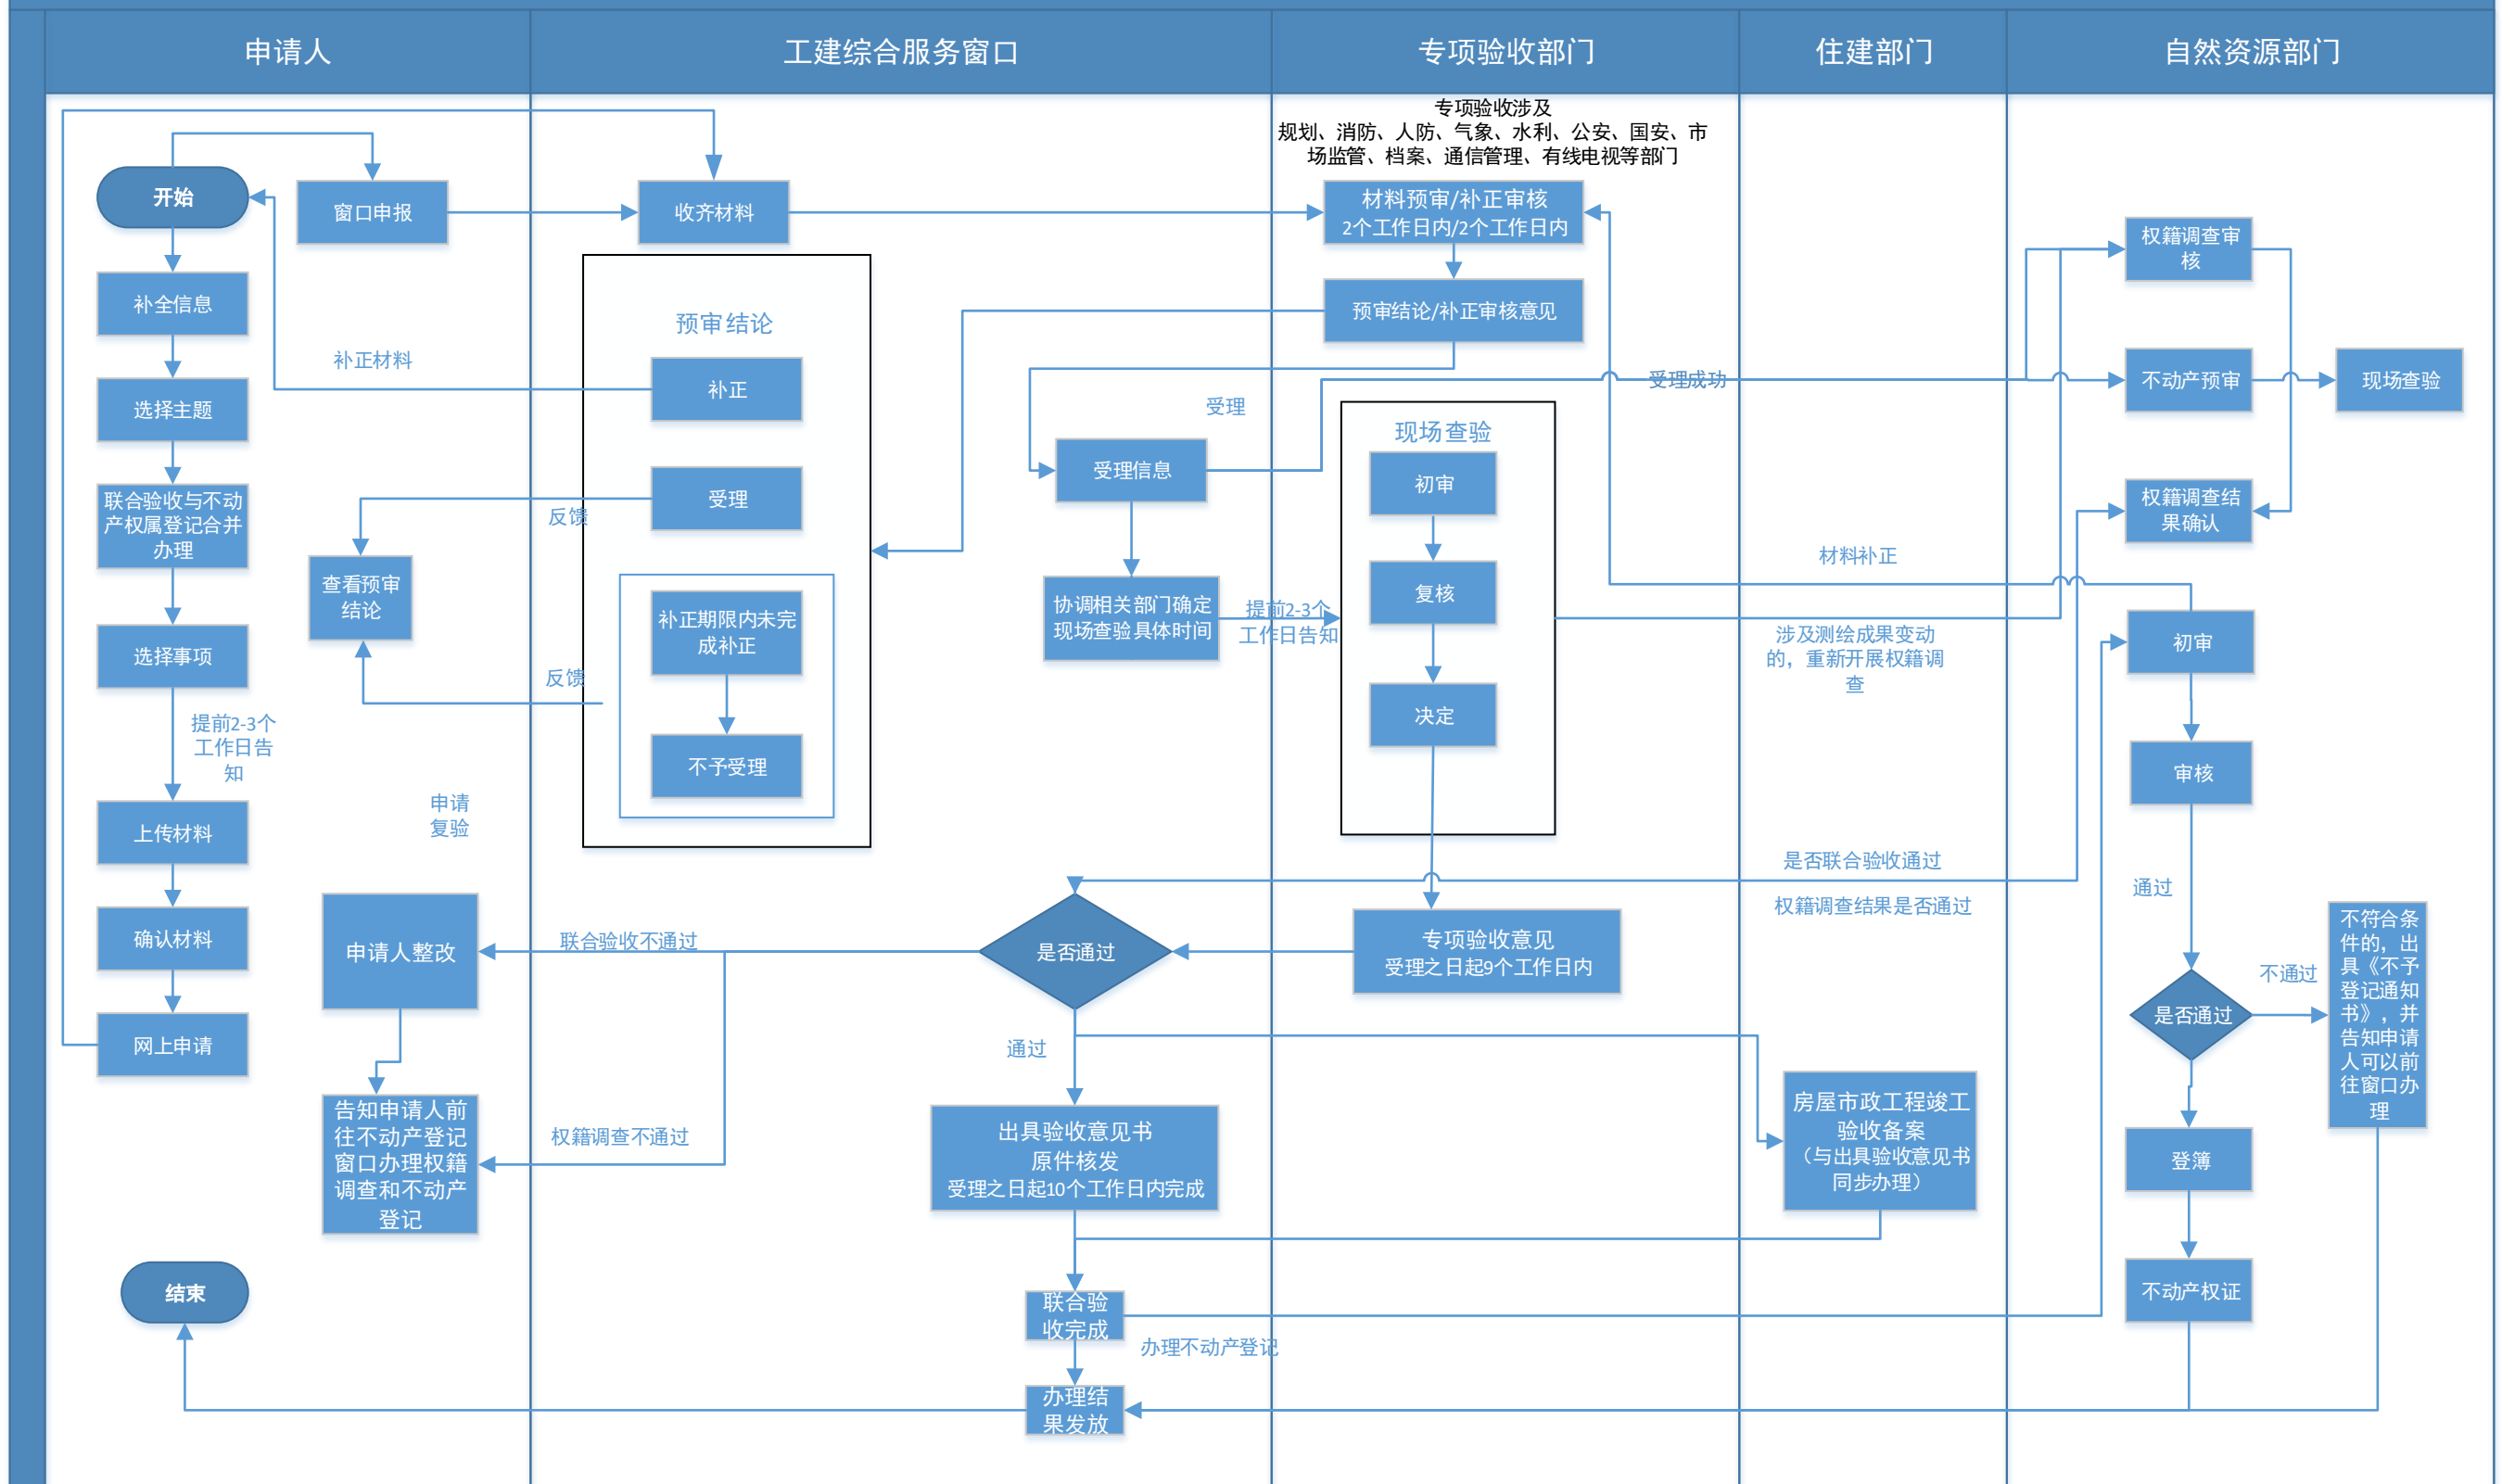 申请人
工建综合服务窗口
专项验收部门
住建部门
自然资源部门
开始
补全信息
选择主题
联合验收与不动
产权属登记合并
办理
选择事项
提前2-3个
工作日告
知
上传材料
确认材料
网上申请
结束
窗口申报
补正材料
查看预审
结论
反馈
反馈
申请
复验
申请人整改
告知申请人前
往不动产登记
窗口办理权籍
调查和不动产
登记
收齐材料
预审结论
补正
受理
补正期限内未完
成补正
不予受理
联合验收不通过
权籍调查不通过
受理
受理信息
协调相关部门确定
现场查验具体时间
提前2-3个
工作日告知
是否通过
通过
出具验收意见书
原件核发
受理之日起10个工作日内完成
联合验
收完成
办理不动产登记
办理结
果发放
专项验收涉及
规划、消防、人防、气象、水利、公安、国安、市
场监管、档案、通信管理、有线电视等部门
材料预审/补正审核
2个工作日内/2个工作日内
预审结论/补正审核意见
受理成功
现场查验
初审
复核
决定
专项验收意见
受理之日起9个工作日内
材料补正
涉及测绘成果变动
的，重新开展权籍调
查
是否联合验收通过
权籍调查结果是否通过
房屋市政工程竣工
验收备案
（与出具验收意见书
同步办理）
权籍调查审
核
不动产预审
现场查验
权籍调查结
果确认
初审
审核
通过
是否通过
不通过
不符合条
件的，出
具《不予
登记通知
书》，并
告知申请
人可以前
往窗口办
理
登簿
不动产权证